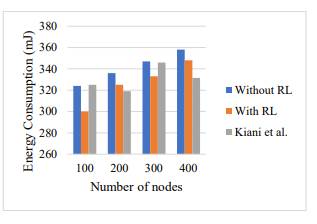 Energy Consumption (mJ)
380
360
340
320
300
280
260
100 200 300 400
Number of nodes
Without RL
With RL
Kiani et al.